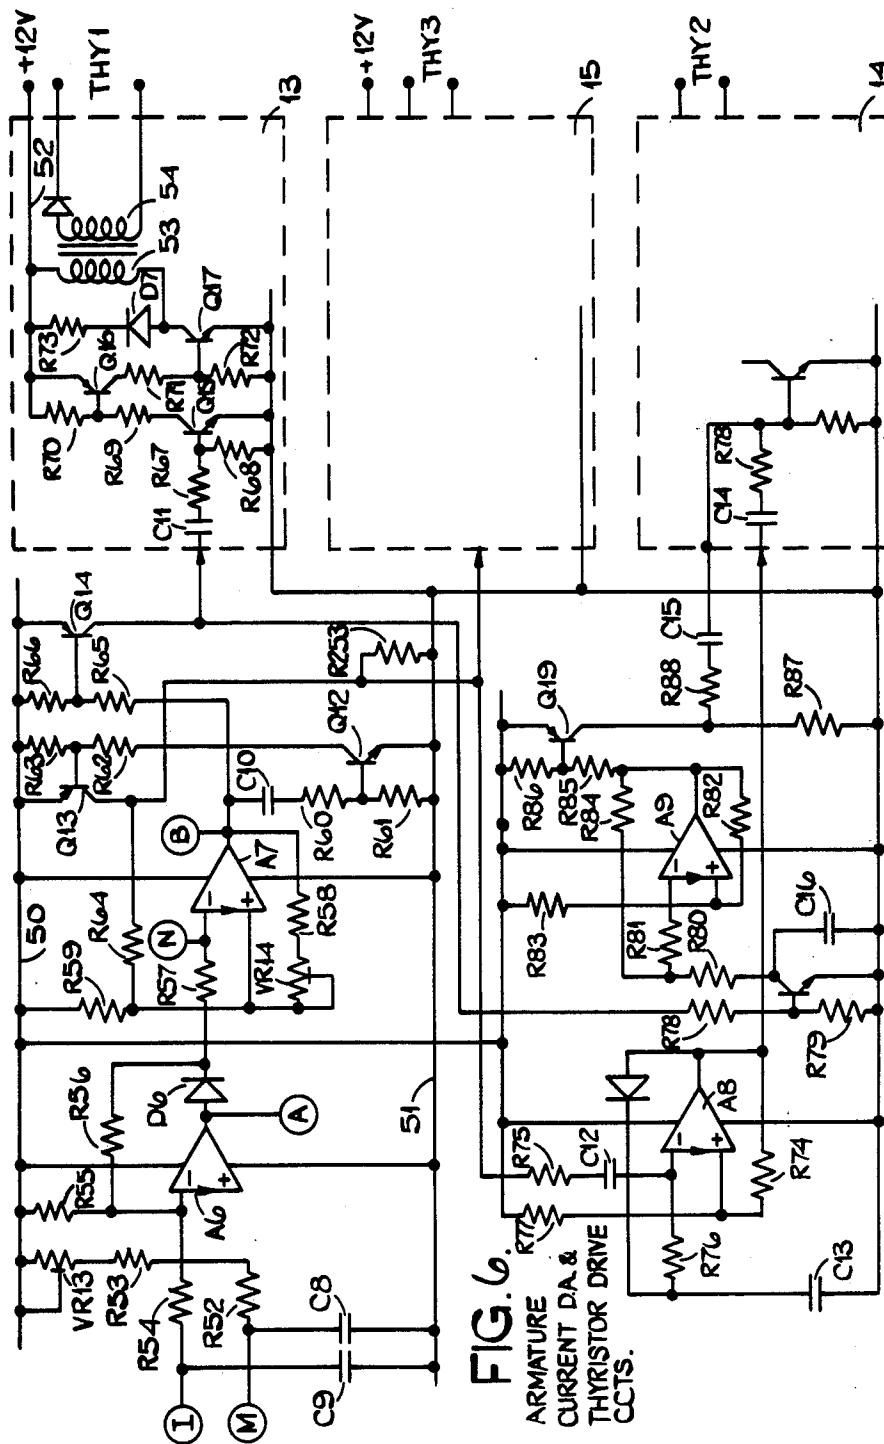 +12V
THY1
13
52
54
53
D7
Q17
R73
Q16
R71
R72
R70
R69
Q15
R67
R68
C11
+12V
THY3
15
THY2
14
R78
C14
Q14
R66
R65
R63
R62
Q13
Q12
R253
C10
R60
R61
B
A7
N
R64
R59
R57
R58
VR14
50
51
R56
D6
A
R55
A6
VR13
R53
R54
R52
C8
C9
I
M
C15
R88
R87
Q19
R86
R85
R84
A9
R82
R83
R81
R80
C16
R78
R79
A8
R75
C12
R77
R76
R74
C13
-
+
-
+
-
+
-
+
FIG. 6.
ARMATURE
CURRENT D.A. &
THYRISTOR DRIVE
CCTS.